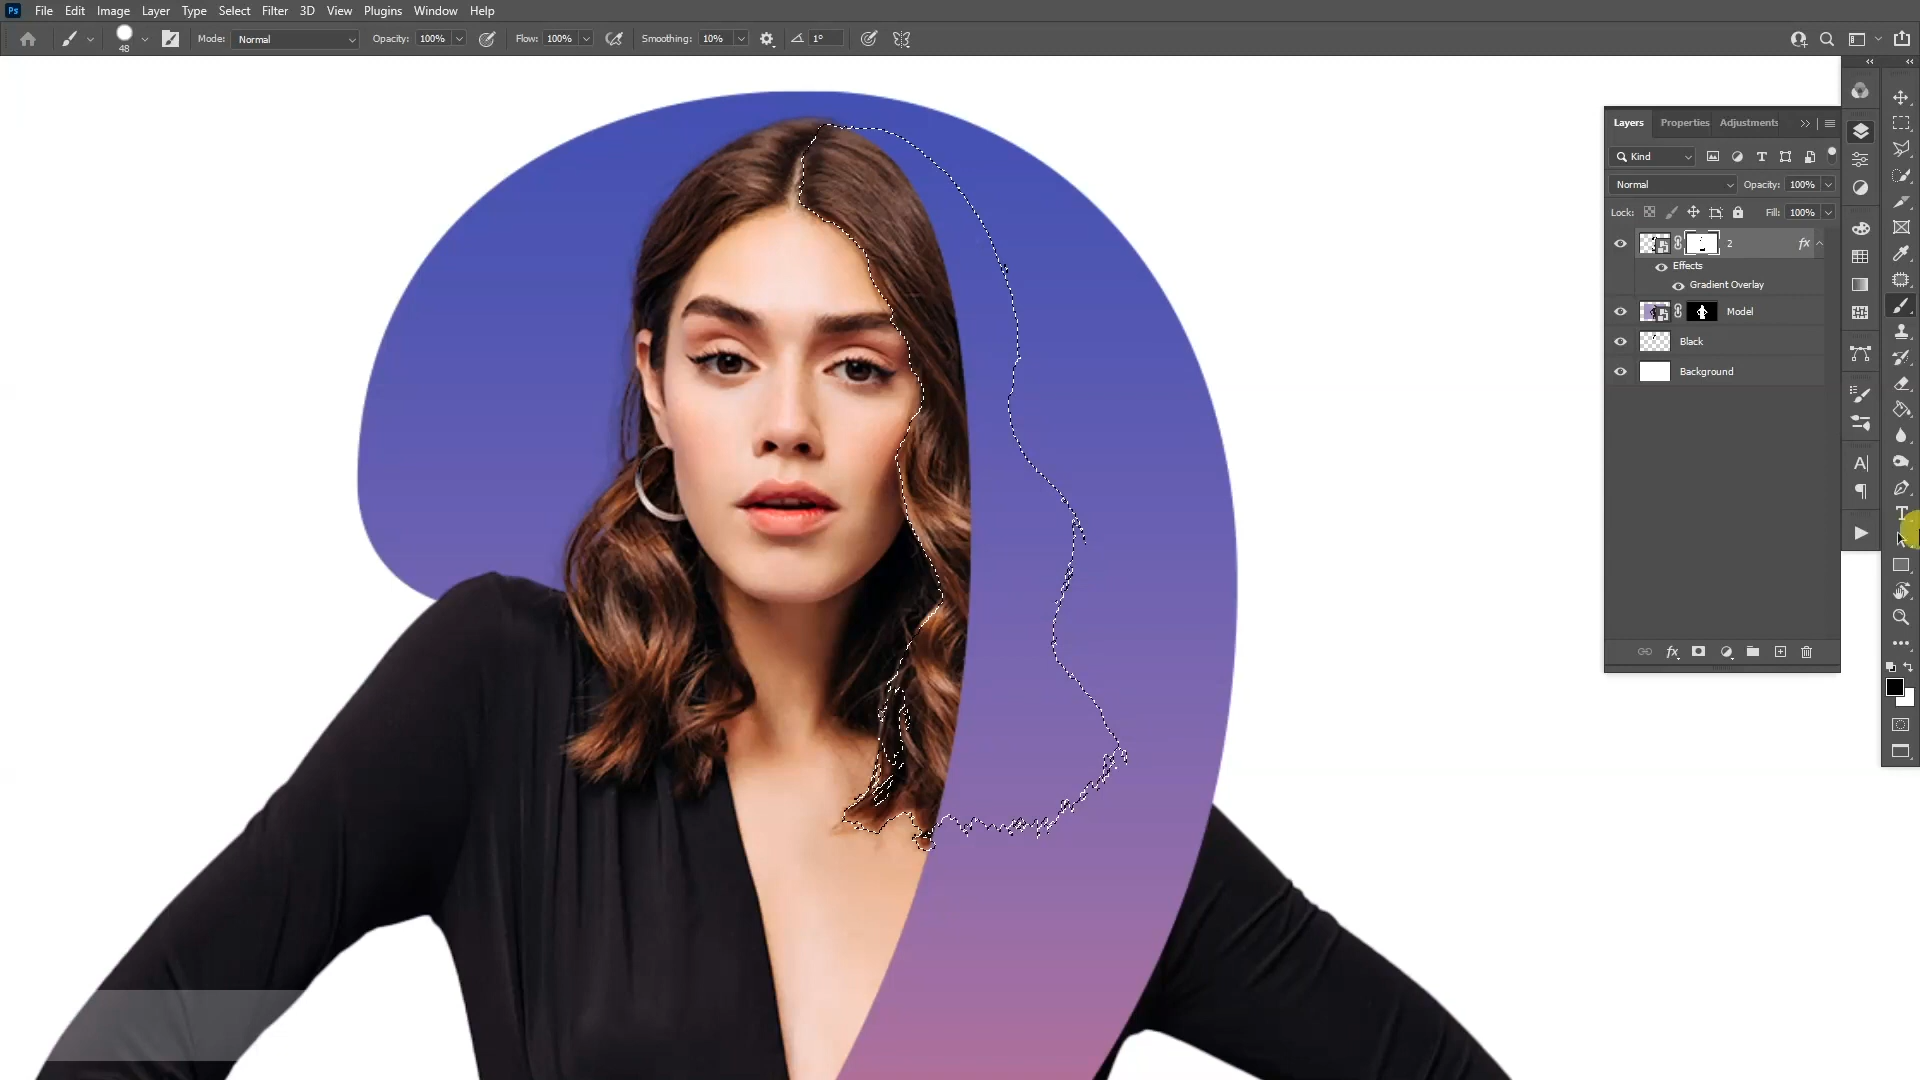 Ps File Edit Image Layer Type Select Filter 3D View Plugins Window Help
48 Mode: Normal Opacity: 100% Flow: 100% Smoothing: 10% 1°
Layers Properties Adjustments
Kind
Normal Opacity: 100%
Lock: Fill: 100%
2 fx
Effects
Gradient Overlay
Model
Black
Background
fx